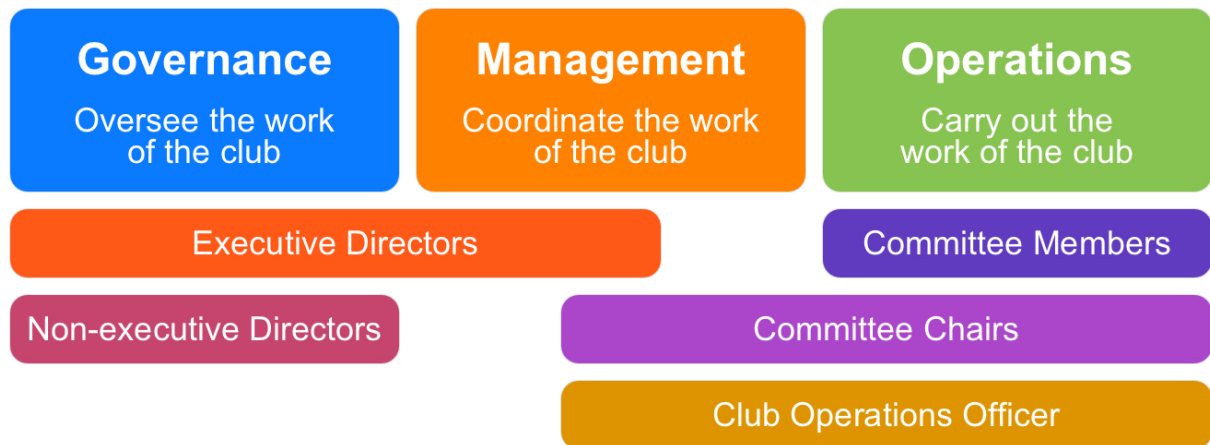 Governance
Oversee the work
of the club
Management
Coordinate the work
of the club
Operations
Carry out the
work of the club
Executive Directors
Committee Members
Non-executive Directors
Committee Chairs
Club Operations Officer